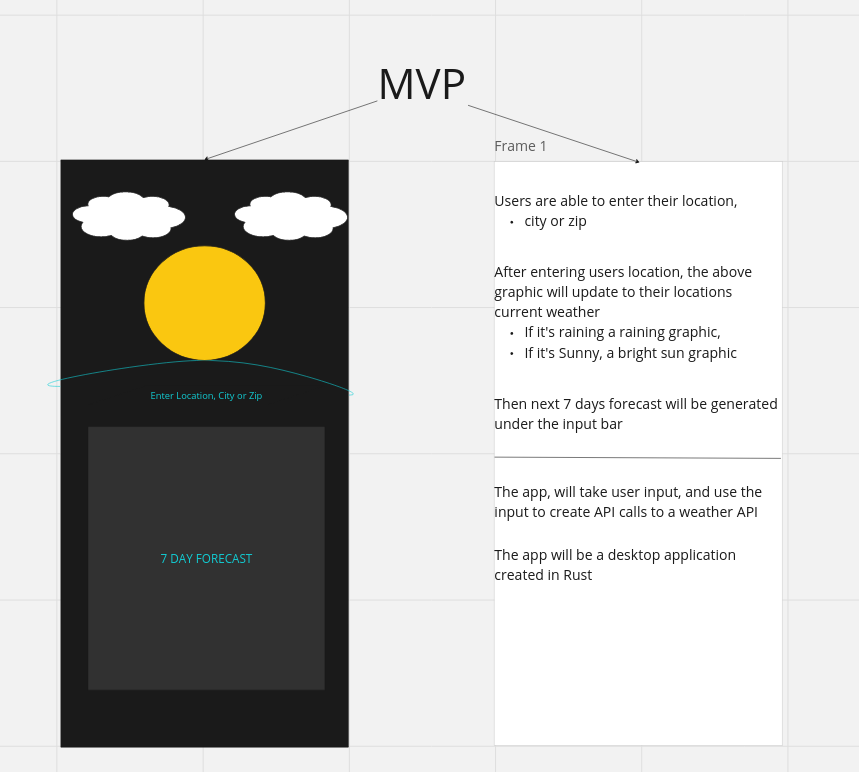 MVP
Frame 1
Enter Location, City or Zip
7 DAY FORECAST
Users are able to enter their location,
• city or zip
After entering users location, the above
graphic will update to their locations
current weather
• If it's raining a raining graphic,
• If it's Sunny, a bright sun graphic
Then next 7 days forecast will be generated
under the input bar
The app, will take user input, and use the
input to create API calls to a weather API
The app will be a desktop application
created in Rust